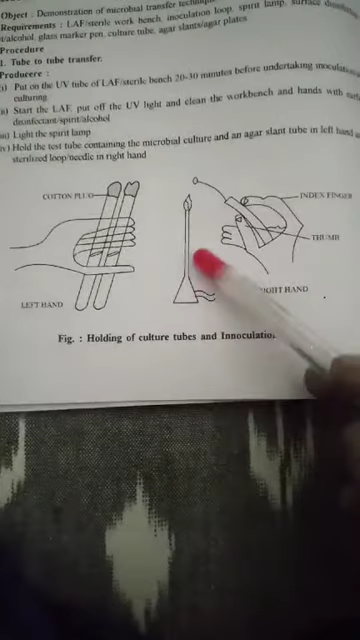 Object : Demonstration of microbial transfer
Requirements : LAF/sterile work bench, inoculation loop, spirit lamp, surface
t/alcohol, glass marker pen, culture tube, agar slants/agar plates.
Procedure
1. Tube to tube transfer.
Producere :
i) Put on the UV tube of LAF/sterile bench 20-30 minutes before undertaking
culturing
ii) Start the LAF, put off the UV light and clean the workbench and hands with
disinfectant/spirit/alcohol
iii) Light the spirit lamp
iv) Hold the test tube containing the microbial culture and an agar slant tube in left hand
sterilized loop/needle in right hand
COTTON PLUG
INDEX FINGER
THUMB
LEFT HAND
HAND
Fig. : Holding of culture tubes and